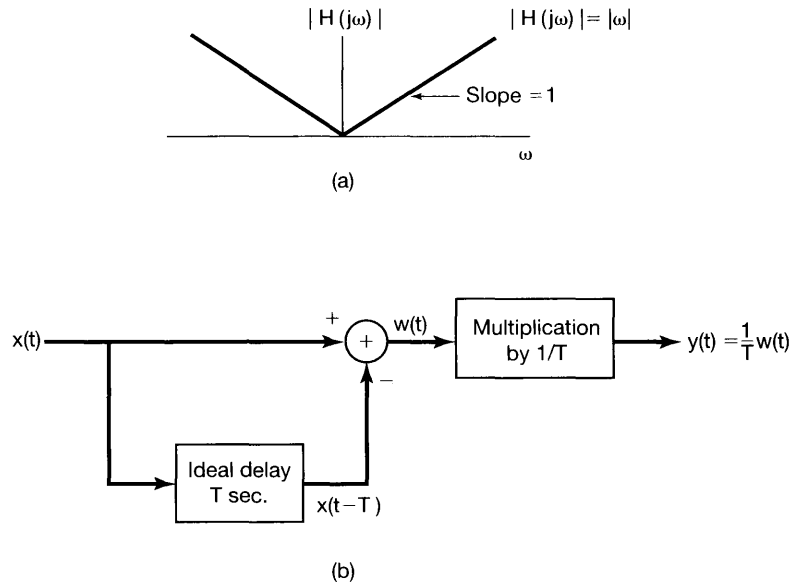 | H (jω) |
| H (jω) | = |ω|
Slope = 1
ω
(a)
x(t)
+
+
−
w(t)
Multiplication
by 1/T
y(t) = 1/T w(t)
Ideal delay
T sec.
x(t−T )
(b)